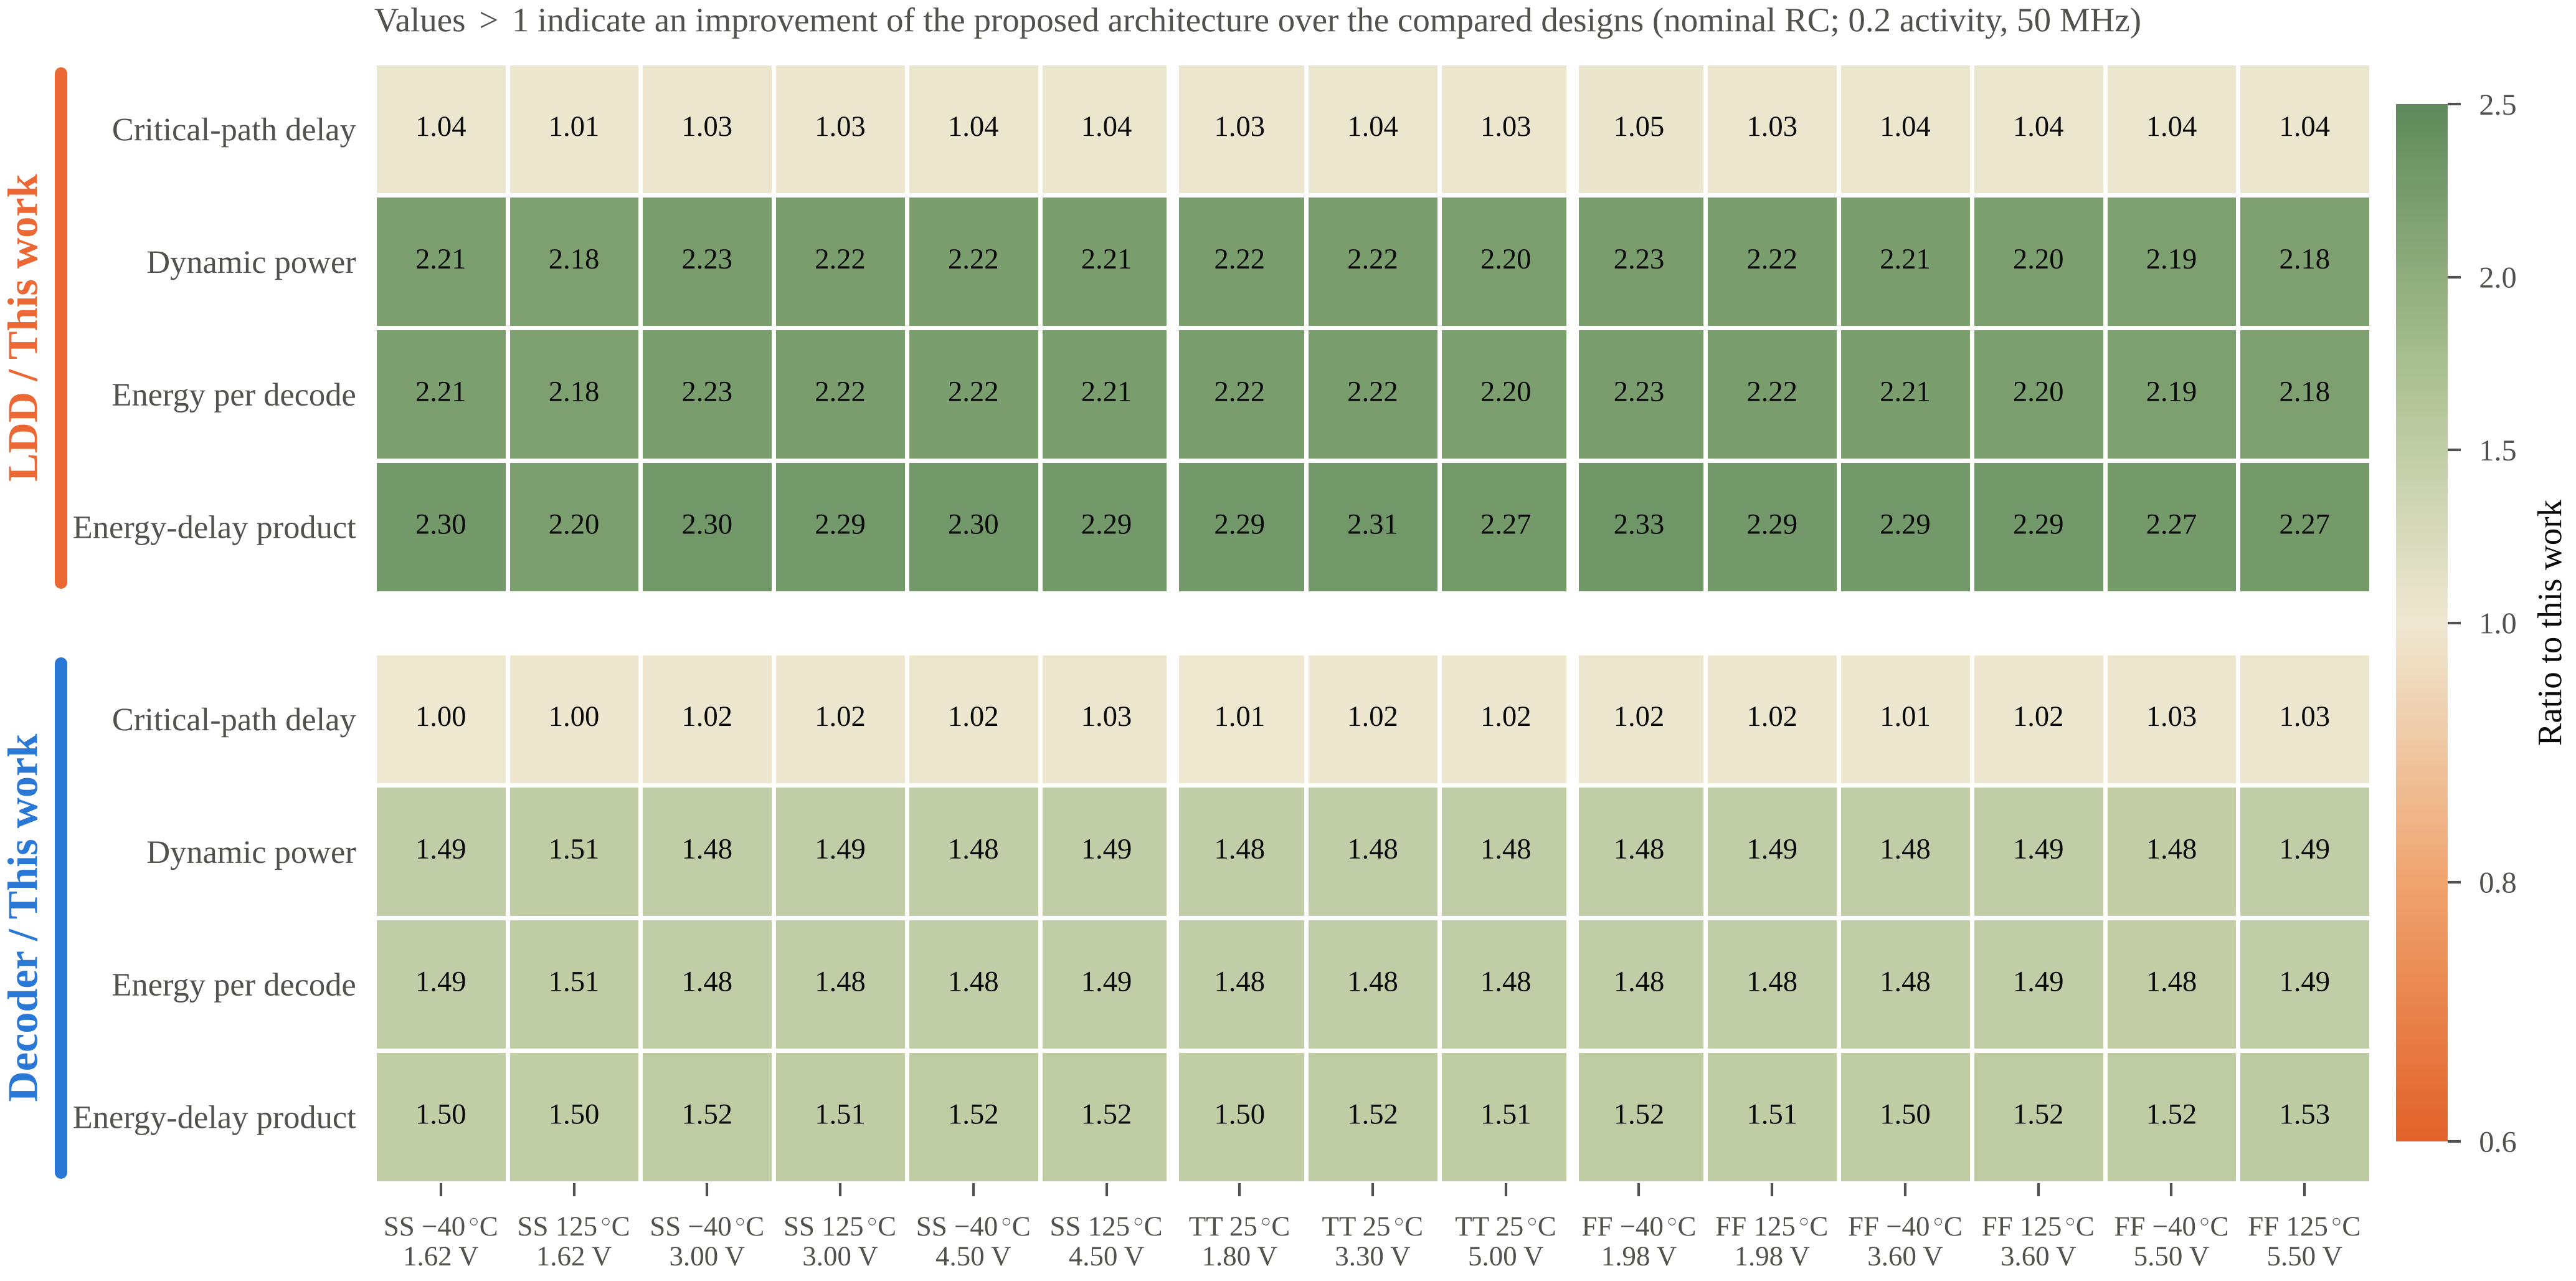 Values > 1 indicate an improvement of the proposed architecture over the compared designs (nominal RC; 0.2 activity, 50 MHz)
LDD / This work
Critical-path delay 1.04 1.01 1.03 1.03 1.04 1.04 1.03 1.04 1.03 1.05 1.03 1.04 1.04 1.04 1.04
Dynamic power 2.21 2.18 2.23 2.22 2.22 2.21 2.22 2.22 2.20 2.23 2.22 2.21 2.20 2.19 2.18
Energy per decode 2.21 2.18 2.23 2.22 2.22 2.21 2.22 2.22 2.20 2.23 2.22 2.21 2.20 2.19 2.18
Energy-delay product 2.30 2.20 2.30 2.29 2.30 2.29 2.29 2.31 2.27 2.33 2.29 2.29 2.29 2.27 2.27
Decoder / This work
Critical-path delay 1.00 1.00 1.02 1.02 1.02 1.03 1.01 1.02 1.02 1.02 1.02 1.01 1.02 1.03 1.03
Dynamic power 1.49 1.51 1.48 1.49 1.48 1.49 1.48 1.48 1.48 1.48 1.49 1.48 1.49 1.48 1.49
Energy per decode 1.49 1.51 1.48 1.48 1.48 1.49 1.48 1.48 1.48 1.48 1.48 1.48 1.49 1.48 1.49
Energy-delay product 1.50 1.50 1.52 1.51 1.52 1.52 1.50 1.52 1.51 1.52 1.51 1.50 1.52 1.52 1.53
SS −40°C SS 125°C SS −40°C SS 125°C SS −40°C SS 125°C TT 25°C TT 25°C TT 25°C FF −40°C FF 125°C FF −40°C FF 125°C FF −40°C FF 125°C
1.62 V 1.62 V 3.00 V 3.00 V 4.50 V 4.50 V 1.80 V 3.30 V 5.00 V 1.98 V 1.98 V 3.60 V 3.60 V 5.50 V 5.50 V
2.5
2.0
1.5
1.0
0.8
0.6
Ratio to this work